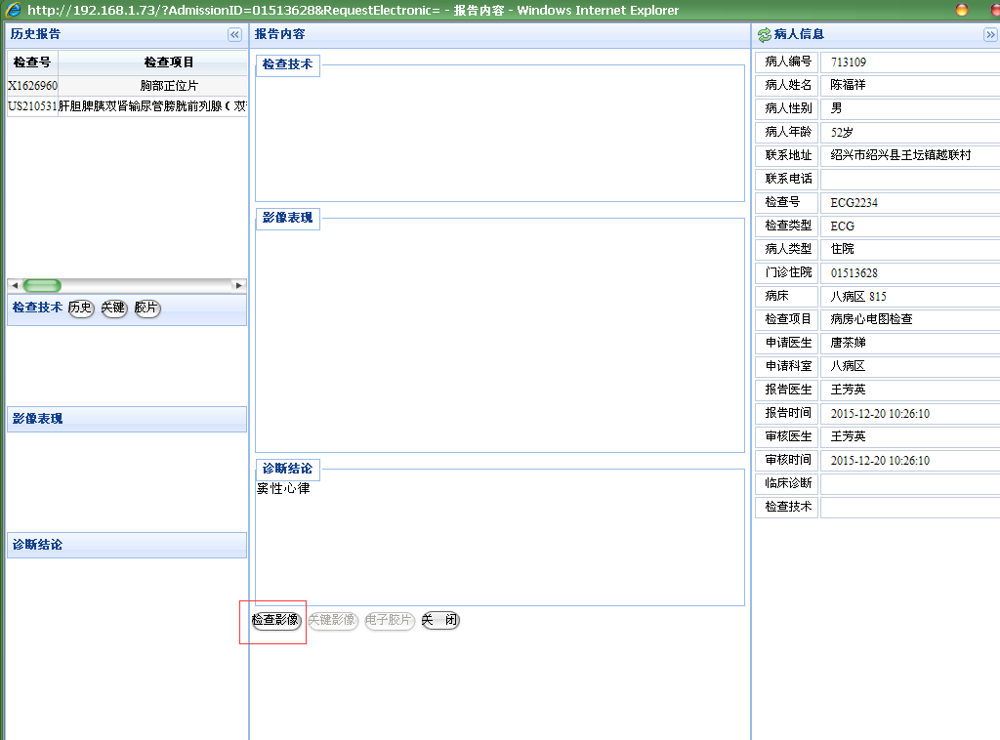 http://192.168.1.73/?AdmissionID=01513628&RequestElectronic= - 报告内容 - Windows Internet Explorer
历史报告
检查号 检查项目
X1626960 胸部正位片
US210531 肝胆脾胰双肾输尿管膀胱前列腺(双
检查技术 历史 关键 胶片
影像表现
诊断结论
报告内容
检查技术
影像表现
诊断结论
窦性心律
检查影像 关键影像 电子胶片 关 闭
病人信息
病人编号 713109
病人姓名 陈福祥
病人性别 男
病人年龄 52岁
联系地址 绍兴市绍兴县王坛镇越联村
联系电话
检查号 ECG2234
检查类型 ECG
病人类型 住院
门诊住院 01513628
病床 八病区 815
检查项目 病房心电图检查
申请医生 唐茶娣
申请科室 八病区
报告医生 王芳英
报告时间 2015-12-20 10:26:10
审核医生 王芳英
审核时间 2015-12-20 10:26:10
临床诊断
检查技术